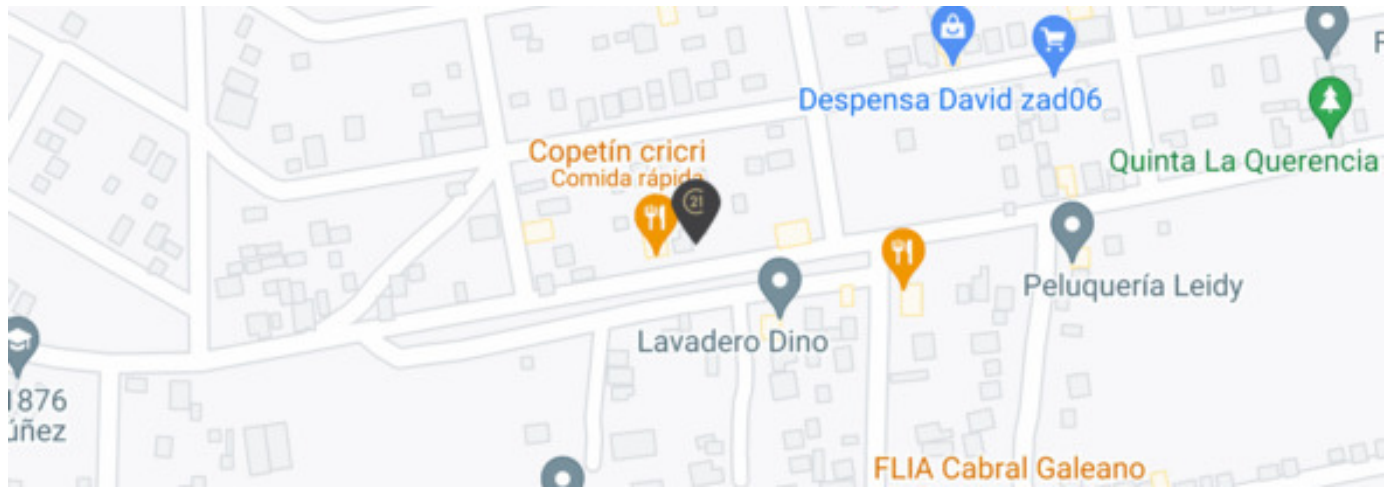 Despensa David zad06
Copetín cricri
Comida rápida
21
Quinta La Querencia
Peluquería Leidy
Lavadero Dino
1876
úñez
FLIA Cabral Galeano